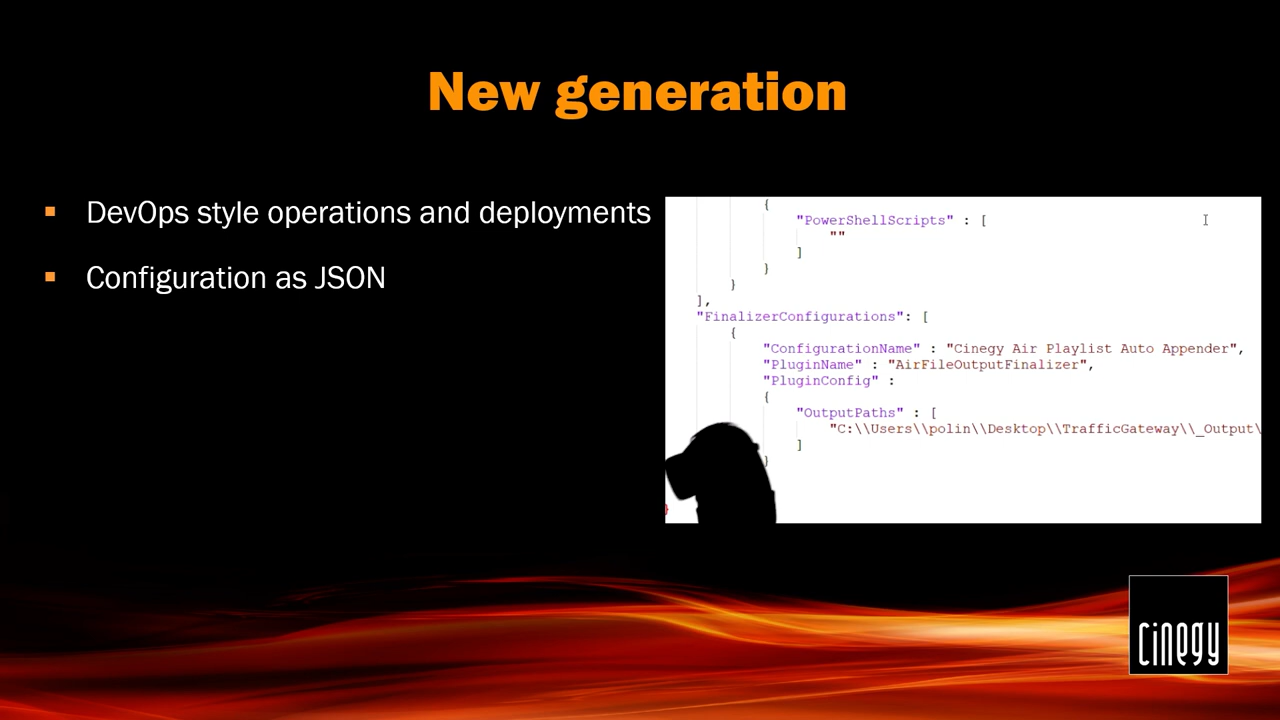 New generation
DevOps style operations and deployments
Configuration as JSON
{
"PowerShellScripts" : [
""
]
}
}
],
"FinalizerConfigurations": [
{
"ConfigurationName" : "Cinegy Air Playlist Auto Appender",
"PluginName" : "AirFileOutputFinalizer",
"PluginConfig" :
{
"OutputPaths" : [
"C:\\Users\\polin\\Desktop\\TrafficGateway\\_Output\
]
}
}
cinegy